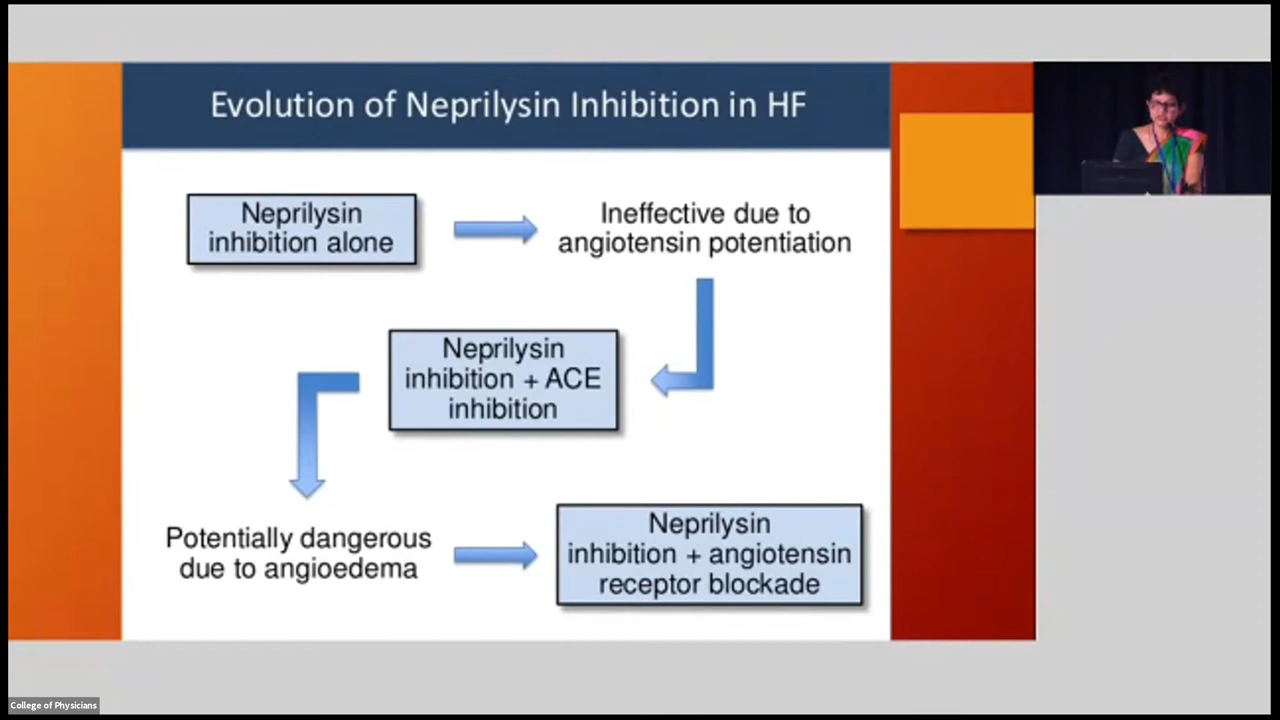 Evolution of Neprilysin Inhibition in HF
Neprilysin
inhibition alone
Ineffective due to
angiotensin potentiation
Neprilysin
inhibition + ACE
inhibition
Potentially dangerous
due to angioedema
Neprilysin
inhibition + angiotensin
receptor blockade
College of Physicians